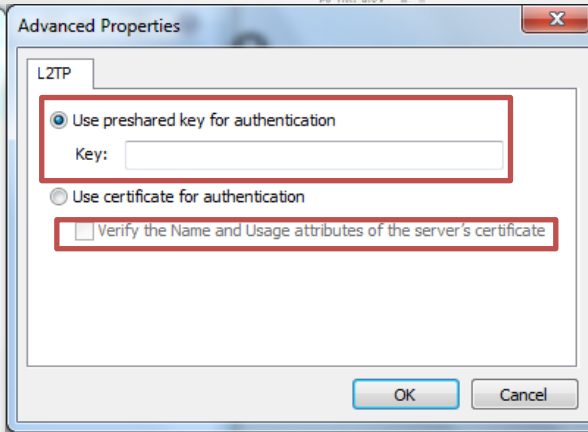 Advanced Properties
L2TP
Use preshared key for authentication
Key:
Use certificate for authentication
Verify the Name and Usage attributes of the server's certificate
OK
Cancel